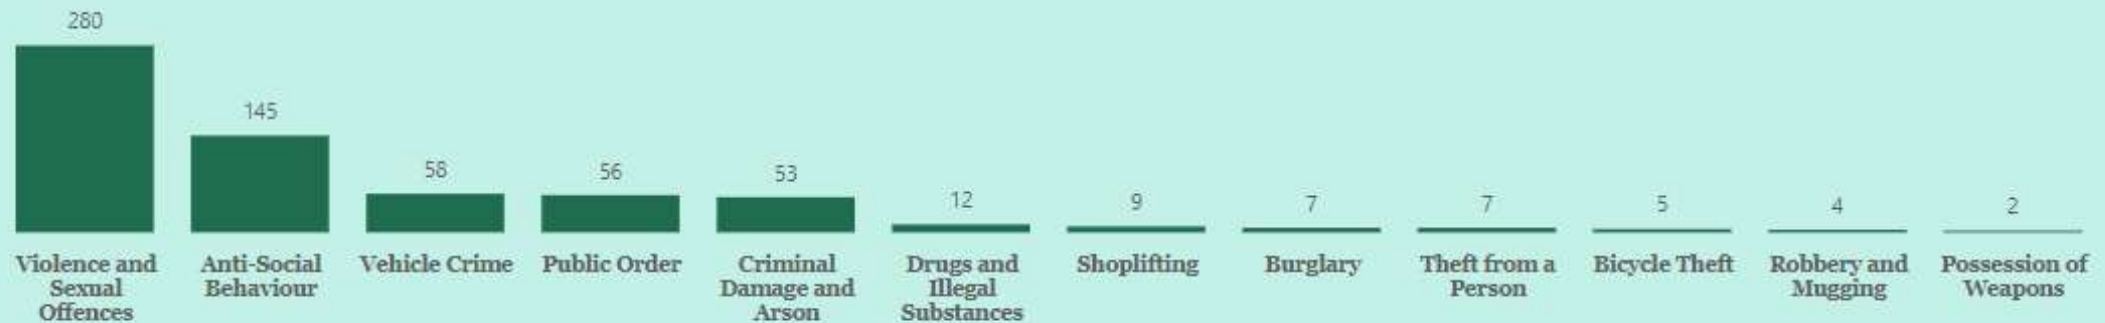 280
145
58
56
53
12
9
7
7
5
4
2
Violence and
Sexual
Offences
Anti-Social
Behaviour
Vehicle Crime
Public Order
Criminal
Damage and
Arson
Drugs and
Illegal
Substances
Shoplifting
Burglary
Theft from a
Person
Bicycle Theft
Robbery and
Mugging
Possession of
Weapons